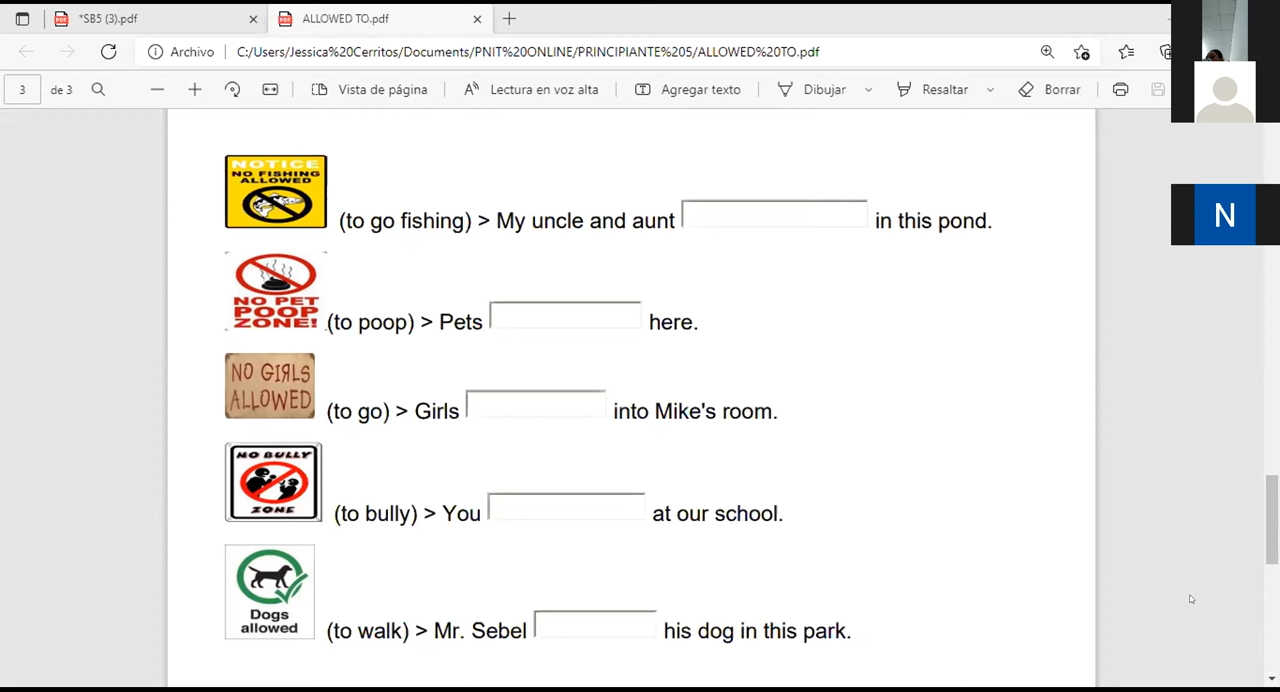 *SB5 (3).pdf
ALLOWED TO.pdf
Archivo
C:/Users/Jessica%20Cerritos/Documents/PNIT%20ONLINE/PRINCIPIANTE%205/ALLOWED%20TO.pdf
3 de 3
Vista de página
Lectura en voz alta
Agregar texto
Dibujar
Resaltar
Borrar
N
NOTICE
NO FISHING
ALLOWED
(to go fishing) > My uncle and aunt in this pond.
NO PET
POOP
ZONE!
(to poop) > Pets here.
NO GIRLS
ALLOWED
(to go) > Girls into Mike's room.
NO BULLY
ZONE
(to bully) > You at our school.
Dogs
allowed
(to walk) > Mr. Sebel his dog in this park.